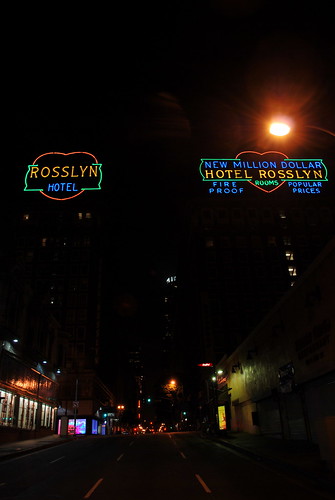 ROSSLYN
HOTEL
NEW MILLION DOLLAR
HOTEL ROSSLYN
FIRE PROOF
ROOMS
POPULAR PRICES